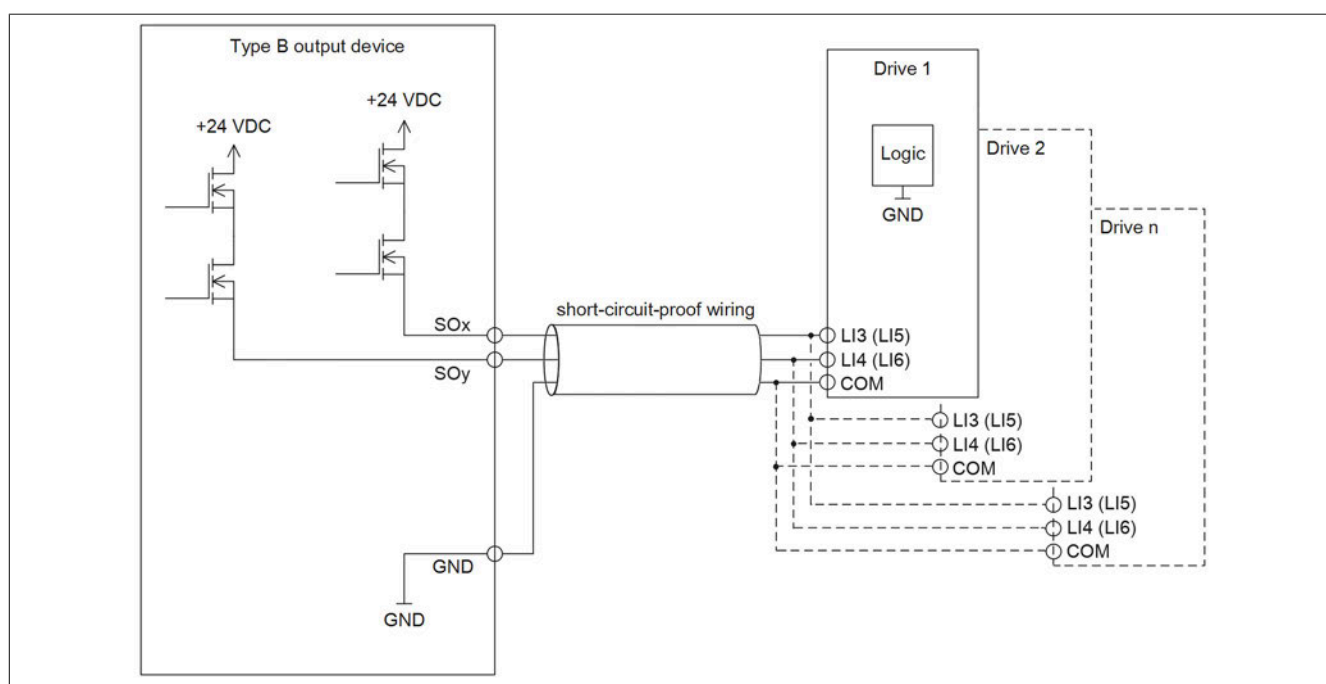 Type B output device
+24 VDC
+24 VDC
SOx
SOy
GND
GND
short-circuit-proof wiring
Drive 1
Logic
GND
LI3 (LI5)
LI4 (LI6)
COM
Drive 2
LI3 (LI5)
LI4 (LI6)
COM
Drive n
LI3 (LI5)
LI4 (LI6)
COM